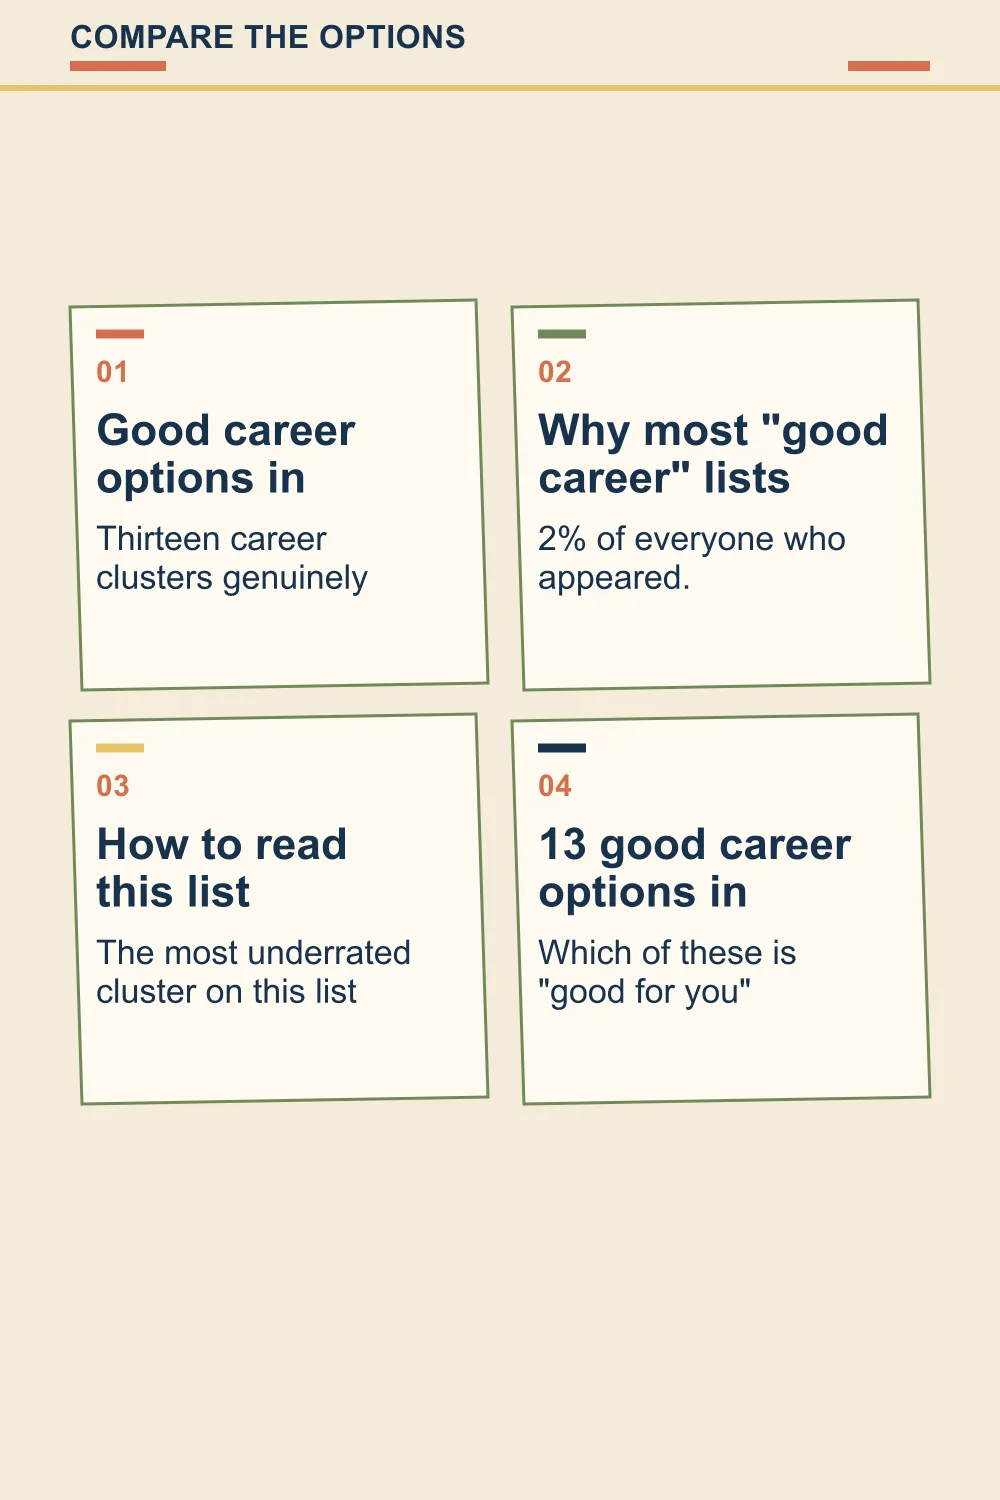 COMPARE THE OPTIONS
01
Good career
options in
Thirteen career
clusters genuinely
02
Why most "good
career" lists
2% of everyone who
appeared.
03
How to read
this list
The most underrated
cluster on this list
04
13 good career
options in
Which of these is
"good for you"